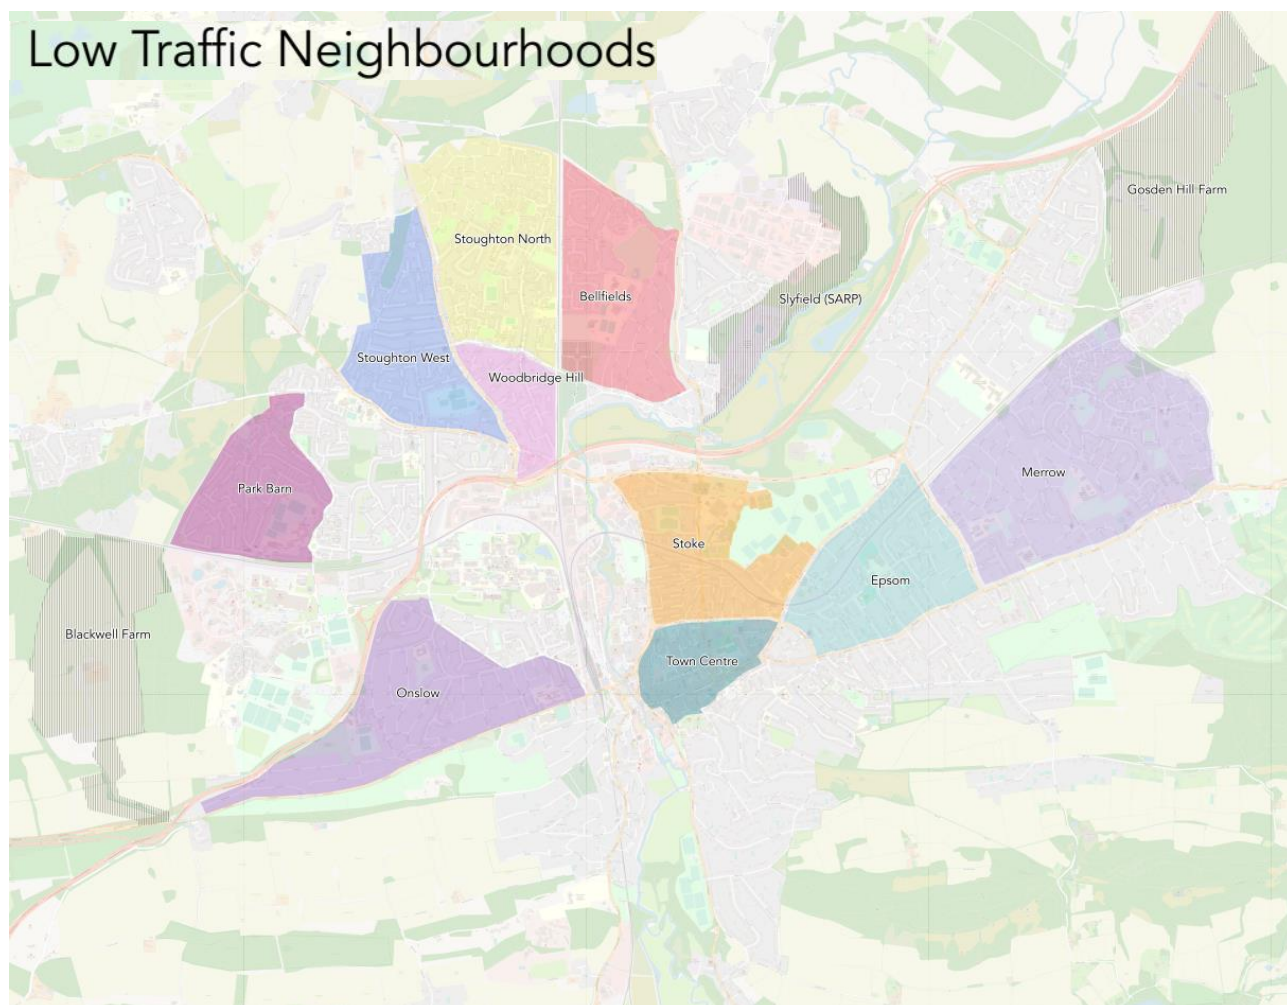 Low Traffic Neighbourhoods
Gosden Hill Farm
Stoughton North
Bellfields
Slyfield (SARP)
Stoughton West
Woodbridge Hill
Merrow
Park Barn
Stoke
Epsom
Blackwell Farm
Town Centre
Onslow